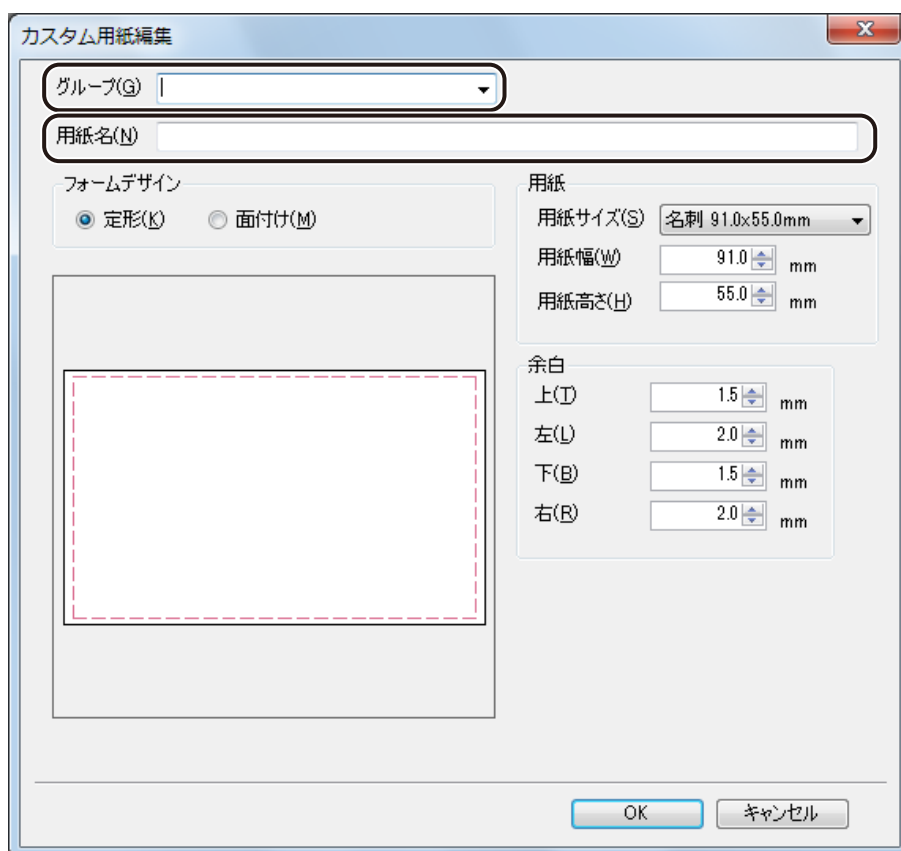 カスタム用紙編集
グループ(G)
用紙名(N)
フォームデザイン
定形(K) 面付け(M)
用紙
用紙サイズ(S) 名刺 91.0x55.0mm
用紙幅(W) 91.0 mm
用紙高さ(H) 55.0 mm
余白
上(T) 1.5 mm
左(L) 2.0 mm
下(B) 1.5 mm
右(R) 2.0 mm
OK キャンセル